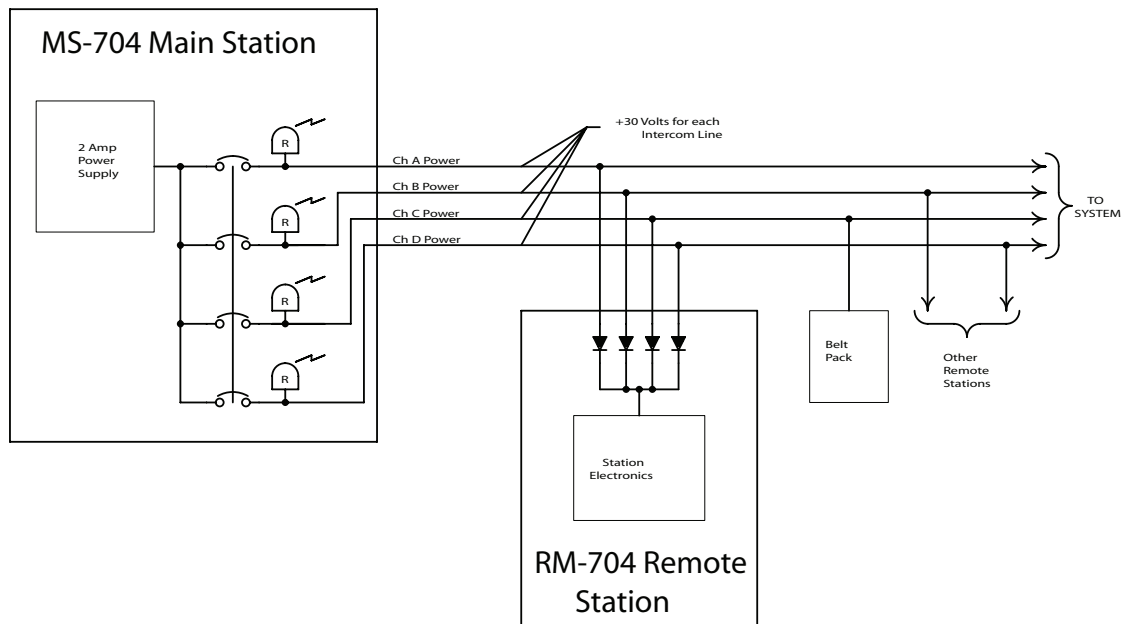 MS-704 Main Station
2 Amp
Power
Supply
R
R
R
R
Ch A Power
Ch B Power
Ch C Power
Ch D Power
+30 Volts for each
Intercom Line
TO
SYSTEM
Belt
Pack
Other
Remote
Stations
Station
Electronics
RM-704 Remote
Station